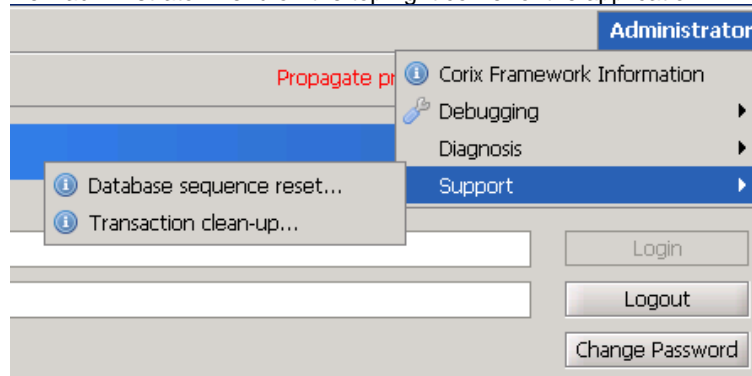 Administrator
Propagate pr
Corix Framework Information
Debugging
Diagnosis
Support
Database sequence reset...
Transaction clean-up...
Login
Logout
Change Password